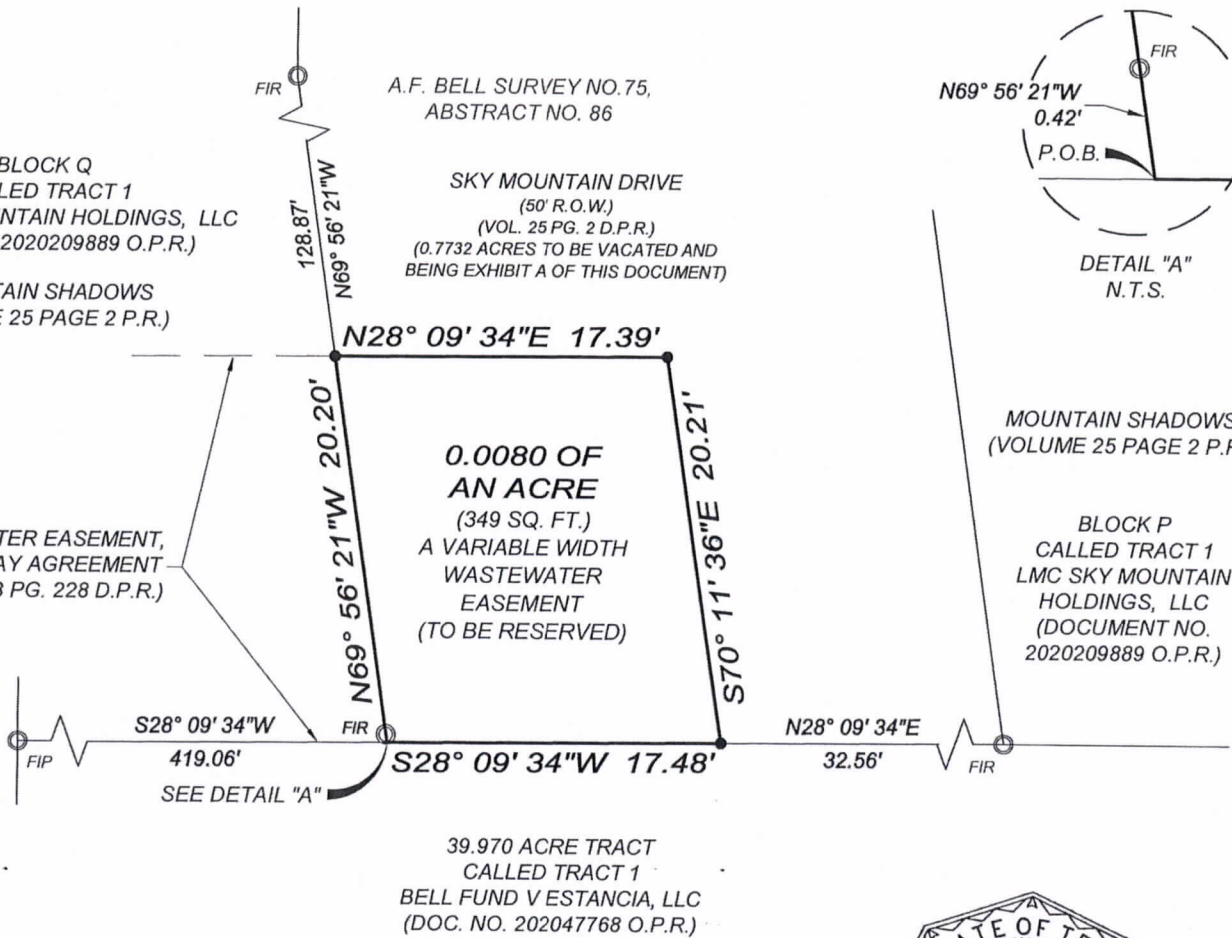 FIR
A.F. BELL SURVEY NO.75,
ABSTRACT NO. 86
FIR
N69° 56' 21"W
0.42'
P.O.B.
DETAIL "A"
N.T.S.
BLOCK Q
TRACT 1
HOLDINGS, LLC
2020209889 O.P.R.)
SHADOWS
25 PAGE 2 P.R.)
128.87'
N69° 56' 21"W
SKY MOUNTAIN DRIVE
(50' R.O.W.)
(VOL. 25 PG. 2 D.P.R.)
(0.7732 ACRES TO BE VACATED AND
BEING EXHIBIT A OF THIS DOCUMENT)
N28° 09' 34"E 17.39'
N69° 56' 21"W 20.20'
0.0080 OF
AN ACRE
(349 SQ. FT.)
A VARIABLE WIDTH
WASTEWATER
EASEMENT
(TO BE RESERVED)
S70° 11' 36"E 20.21'
MOUNTAIN SHADOWS
(VOLUME 25 PAGE 2
BLOCK P
CALLED TRACT 1
LMC SKY MOUNTAIN
HOLDINGS, LLC
(DOCUMENT NO.
2020209889 O.P.R.)
EASEMENT,
AGREEMENT
PG. 228 D.P.R.)
FIP
S28° 09' 34"W
419.06'
FIR
SEE DETAIL "A"
S28° 09' 34"W 17.48'
N28° 09' 34"E
32.56'
FIR
39.970 ACRE TRACT
CALLED TRACT 1
BELL FUND V ESTANCIA, LLC
(DOC. NO. 202047768 O.P.R.)
OF